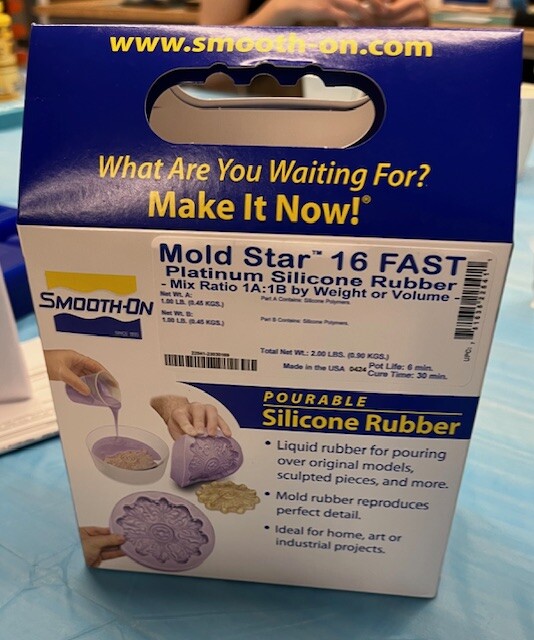 www.smooth-on.com
What Are You Waiting For?
Make It Now!®
SMOOTH-ON
Mold Star™ 16 FAST
Platinum Silicone Rubber
- Mix Ratio 1A:1B by Weight or Volume -
Net Wt. A:
1.00 LB. (0.45 KGS.)
Part A Contains: Silicone Polymers.
Net Wt. B:
1.00 LB. (0.45 KGS.)
Part B Contains: Silicone Polymers.
Total Net Wt.: 2.00 LBS. (0.90 KGS.)
Made in the USA 0424
Pot Life: 6 min.
Cure Time: 30 min.
POURABLE
Silicone Rubber
• Liquid rubber for pouring
over original models,
sculpted pieces, and more.
• Mold rubber reproduces
perfect detail.
• Ideal for home, art or
industrial projects.